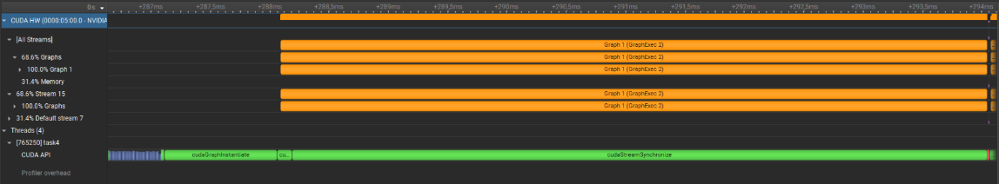 0s +287ms +287,5ms +288ms +288,5ms +289ms +289,5ms +290ms +290,5ms +291ms +291,5ms +292ms +292,5ms +293ms +293,5ms +294ms
CUDA HW (0000:05:00.0 - NVIDIA
[All Streams] Graph 1 (GraphExec 2)
68.6% Graphs Graph 1 (GraphExec 2)
100.0% Graph 1 Graph 1 (GraphExec 2)
31.4% Memory
68.6% Stream 15 Graph 1 (GraphExec 2)
100.0% Graphs Graph 1 (GraphExec 2)
31.4% Default stream 7
Threads (4)
[765250] task4
CUDA API cudaGraphInstantiate cu... cudaStreamSynchronize
Profiler overhead